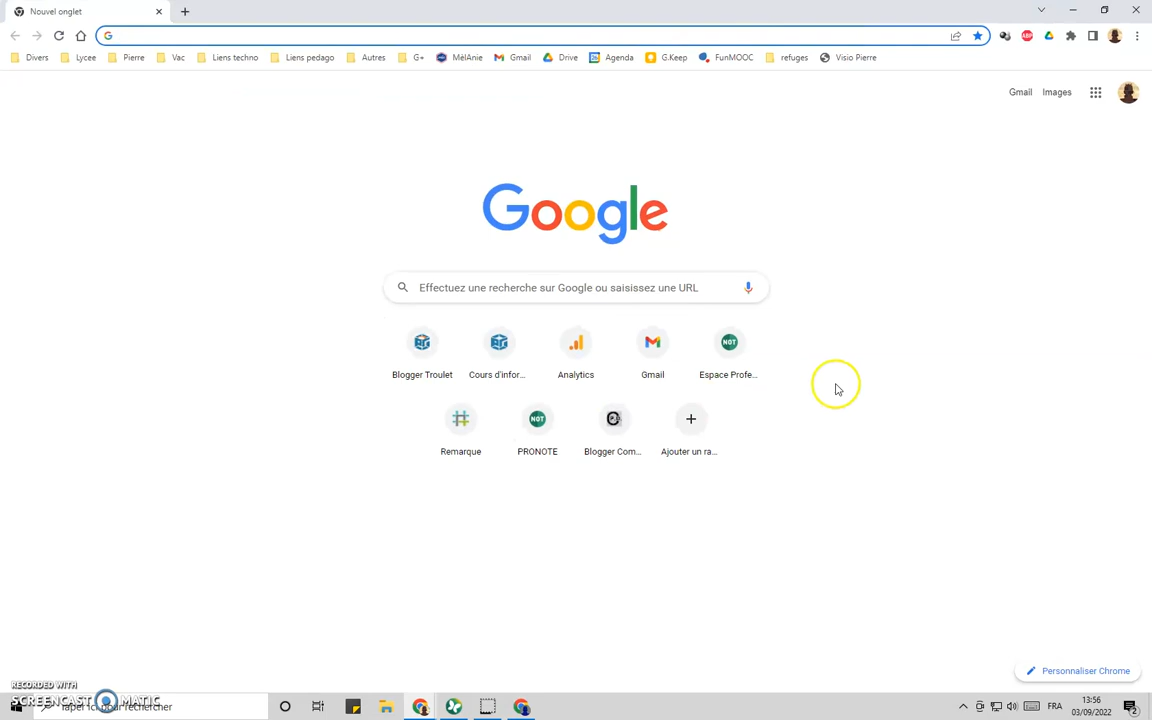 Nouvel onglet
Divers Lycee Pierre Vac Liens techno Liens pedago Autres G+ MélAnie Gmail Drive Agenda G.Keep FunMOOC refuges Visio Pierre
Gmail Images
Google
Effectuez une recherche sur Google ou saisissez une URL
Blogger Troulet Cours d'infor... Analytics Gmail Espace Profe...
Remarque PRONOTE Blogger Com... Ajouter un ra...
Personnaliser Chrome
RECORDED WITH
SCREENCAST MATIC
pour rechercher
FRA
13:56
03/09/2022